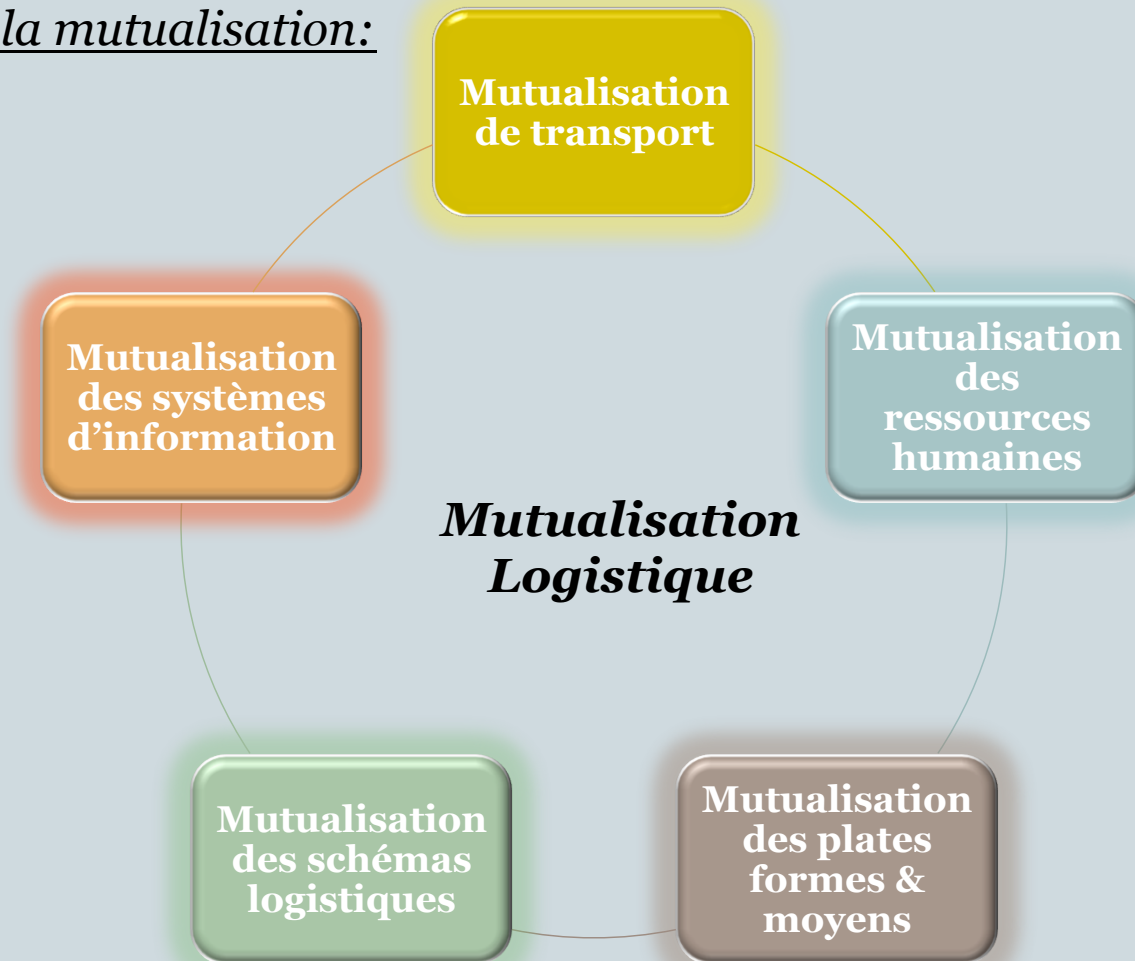 la mutualisation:
Mutualisation
de transport
Mutualisation
des
ressources
humaines
Mutualisation
des systèmes
d’information
Mutualisation
Logistique
Mutualisation
des plates
formes &
moyens
Mutualisation
des schémas
logistiques